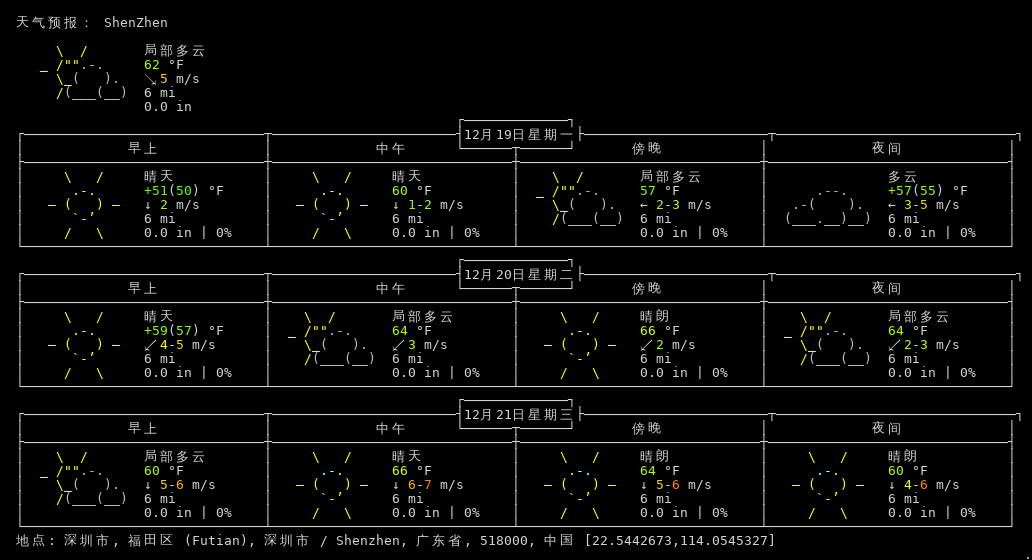 天气预报： ShenZhen
局部多云
62 °F
↘5 m/s
6 mi
0.0 in
12月19日星期一
早上 中午 傍晚 夜间
晴天 晴天 局部多云 多云
+51(50) °F 60 °F 57 °F +57(55) °F
↓ 2 m/s ↓ 1-2 m/s ← 2-3 m/s ← 3-5 m/s
6 mi 6 mi 6 mi 6 mi
0.0 in | 0% 0.0 in | 0% 0.0 in | 0% 0.0 in | 0%
12月20日星期二
早上 中午 傍晚 夜间
晴天 局部多云 晴朗 局部多云
+59(57) °F 64 °F 66 °F 64 °F
↙4-5 m/s ↙3 m/s ↙2 m/s ↙2-3 m/s
6 mi 6 mi 6 mi 6 mi
0.0 in | 0% 0.0 in | 0% 0.0 in | 0% 0.0 in | 0%
12月21日星期三
早上 中午 傍晚 夜间
局部多云 晴天 晴朗 晴朗
60 °F 66 °F 64 °F 60 °F
↓ 5-6 m/s ↓ 6-7 m/s ↓ 5-6 m/s ↓ 4-6 m/s
6 mi 6 mi 6 mi 6 mi
0.0 in | 0% 0.0 in | 0% 0.0 in | 0% 0.0 in | 0%
地点: 深圳市, 福田区 (Futian), 深圳市 / Shenzhen, 广东省, 518000, 中国 [22.5442673,114.0545327]